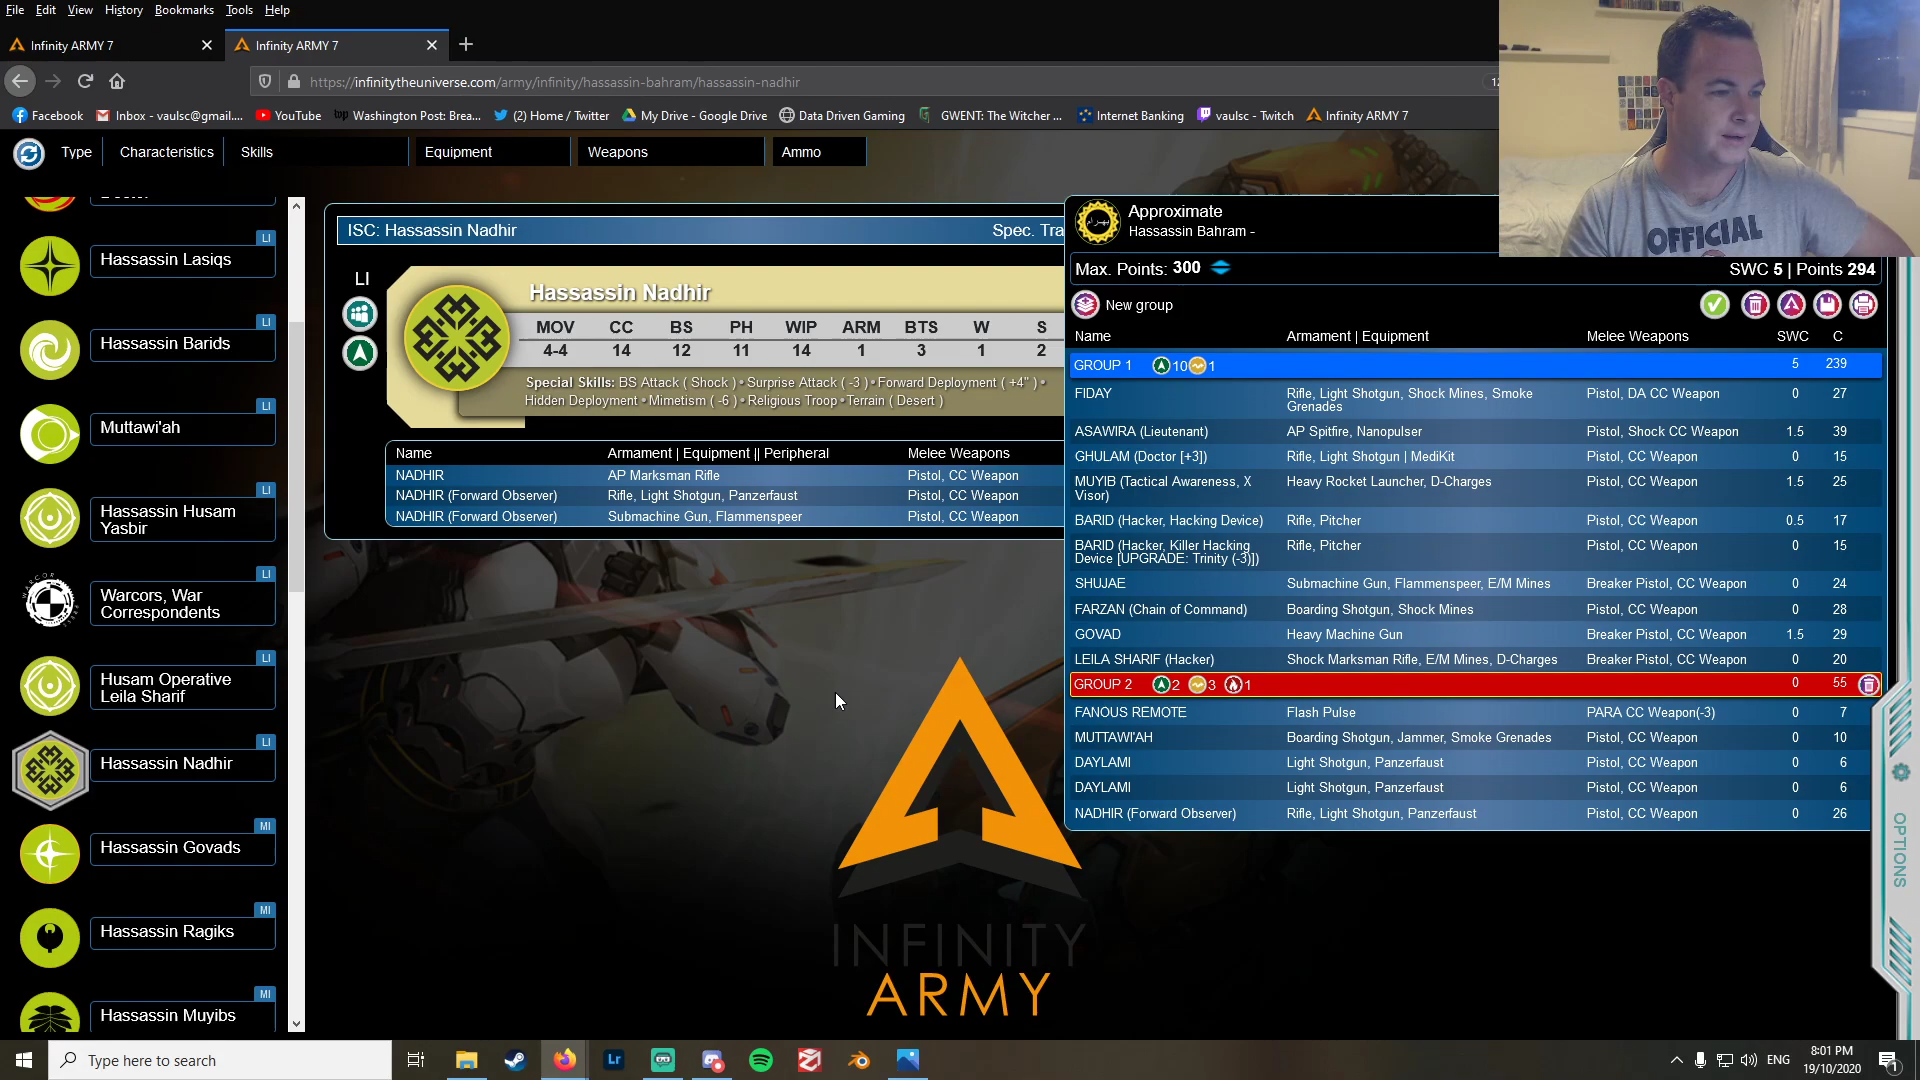 File Edit View History Bookmarks Tools Help
Infinity ARMY 7
Infinity ARMY 7
https://infinitytheuniverse.com/army/infinity/hassassin-bahram/hassassin-nadhir
Facebook Inbox - vaulsc@gmail.... YouTube Washington Post: Brea... (2) Home / Twitter My Drive - Google Drive Data Driven Gaming GWENT: The Witcher ... Internet Banking vaulsc - Twitch Infinity ARMY 7
Type Characteristics Skills Equipment Weapons Ammo
LI
Hassassin Lasiqs
LI
Hassassin Barids
LI
Muttawi'ah
LI
Hassassin Husam
Yasbir
LI
Warcors, War
Correspondents
LI
Husam Operative
Leila Sharif
LI
Hassassin Nadhir
MI
Hassassin Govads
MI
Hassassin Ragiks
MI
Hassassin Muyibs
ISC: Hassassin Nadhir Spec. Tra
LI
Hassassin Nadhir
MOV CC BS PH WIP ARM BTS W S
4-4 14 12 11 14 1 3 1 2
Special Skills: BS Attack ( Shock ) • Surprise Attack ( -3 ) • Forward Deployment ( +4" ) •
Hidden Deployment • Mimetism ( -6 ) • Religious Troop • Terrain ( Desert )
Name Armament | Equipment || Peripheral Melee Weapons
NADHIR AP Marksman Rifle Pistol, CC Weapon
NADHIR (Forward Observer) Rifle, Light Shotgun, Panzerfaust Pistol, CC Weapon
NADHIR (Forward Observer) Submachine Gun, Flammenspeer Pistol, CC Weapon
INFINITY
ARMY
OFFICIAL
Approximate
Hassassin Bahram -
Max. Points: 300 SWC 5 | Points 294
New group
Name Armament | Equipment Melee Weapons SWC C
GROUP 1 10 1 5 239
FIDAY Rifle, Light Shotgun, Shock Mines, Smoke Grenades Pistol, DA CC Weapon 0 27
ASAWIRA (Lieutenant) AP Spitfire, Nanopulser Pistol, Shock CC Weapon 1.5 39
GHULAM (Doctor [+3]) Rifle, Light Shotgun | MediKit Pistol, CC Weapon 0 15
MUYIB (Tactical Awareness, X Visor) Heavy Rocket Launcher, D-Charges Pistol, CC Weapon 1.5 25
BARID (Hacker, Hacking Device) Rifle, Pitcher Pistol, CC Weapon 0.5 17
BARID (Hacker, Killer Hacking Device [UPGRADE: Trinity (-3)]) Rifle, Pitcher Pistol, CC Weapon 0 15
SHUJAE Submachine Gun, Flammenspeer, E/M Mines Breaker Pistol, CC Weapon 0 24
FARZAN (Chain of Command) Boarding Shotgun, Shock Mines Pistol, CC Weapon 0 28
GOVAD Heavy Machine Gun Breaker Pistol, CC Weapon 1.5 29
LEILA SHARIF (Hacker) Shock Marksman Rifle, E/M Mines, D-Charges Breaker Pistol, CC Weapon 0 20
GROUP 2 2 3 1 0 55
FANOUS REMOTE Flash Pulse PARA CC Weapon(-3) 0 7
MUTTAWI'AH Boarding Shotgun, Jammer, Smoke Grenades Pistol, CC Weapon 0 10
DAYLAMI Light Shotgun, Panzerfaust Pistol, CC Weapon 0 6
DAYLAMI Light Shotgun, Panzerfaust Pistol, CC Weapon 0 6
NADHIR (Forward Observer) Rifle, Light Shotgun, Panzerfaust Pistol, CC Weapon 0 26
OPTIONS
Type here to search
Lr
ENG
8:01 PM
19/10/2020
1